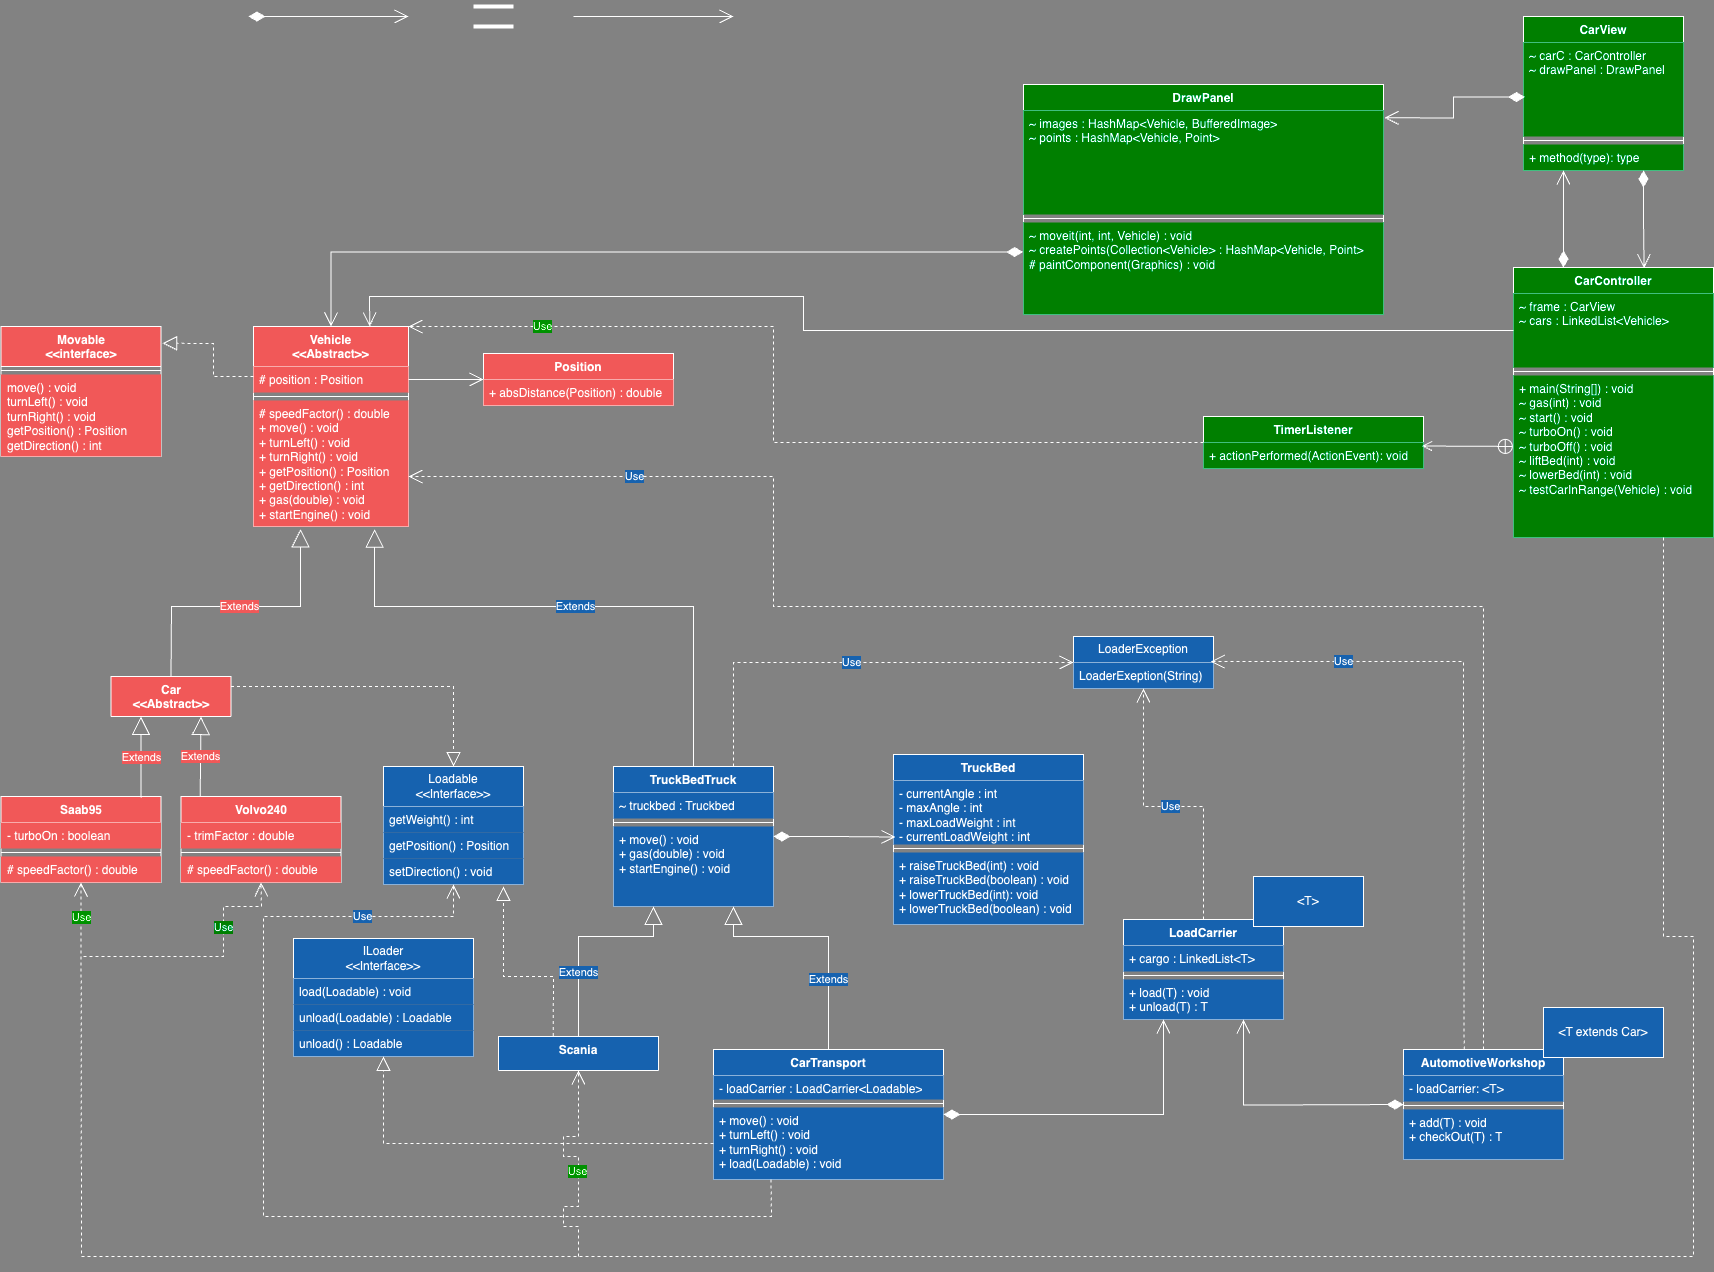 CarView
~ carC : CarController
~ drawPanel : DrawPanel
+ method(type): type
DrawPanel
~ images : HashMap<Vehicle, BufferedImage>
~ points : HashMap<Vehicle, Point>
~ moveit(int, int, Vehicle) : void
~ createPoints(Collection<Vehicle> : HashMap<Vehicle, Point>
# paintComponent(Graphics) : void
CarController
~ frame : CarView
~ cars : LinkedList<Vehicle>
+ main(String[]) : void
~ gas(int) : void
~ start() : void
~ turboOn() : void
~ turboOff() : void
~ liftBed(int) : void
~ lowerBed(int) : void
~ testCarInRange(Vehicle) : void
Movable
<<interface>>
move() : void
turnLeft() : void
turnRight() : void
getPosition() : Position
getDirection() : int
Vehicle
<<Abstract>>
# position : Position
# speedFactor() : double
+ move() : void
+ turnLeft() : void
+ turnRight() : void
+ getPosition() : Position
+ getDirection() : int
+ gas(double) : void
+ startEngine() : void
Use
Position
+ absDistance(Position) : double
TimerListener
+ actionPerformed(ActionEvent): void
Use
Extends
Extends
LoaderException
LoaderExeption(String)
Use
Use
Car
<<Abstract>>
Extends
Extends
Saab95
- turboOn : boolean
# speedFactor() : double
Volvo240
- trimFactor : double
# speedFactor() : double
Loadable
<<Interface>>
getWeight() : int
getPosition() : Position
setDirection() : void
TruckBedTruck
~ truckbed : Truckbed
+ move() : void
+ gas(double) : void
+ startEngine() : void
TruckBed
- currentAngle : int
- maxAngle : int
- maxLoadWeight : int
- currentLoadWeight : int
+ raiseTruckBed(int) : void
+ raiseTruckBed(boolean) : void
+ lowerTruckBed(int): void
+ lowerTruckBed(boolean) : void
Use
<T>
LoadCarrier
+ cargo : LinkedList<T>
+ load(T) : void
+ unload(T) : T
Use
Use
Use
ILoader
<<Interface>>
load(Loadable) : void
unload(Loadable) : Loadable
unload() : Loadable
Extends
Extends
Scania
CarTransport
- loadCarrier : LoadCarrier<Loadable>
+ move() : void
+ turnLeft() : void
+ turnRight() : void
+ load(Loadable) : void
<T extends Car>
AutomotiveWorkshop
- loadCarrier: <T>
+ add(T) : void
+ checkOut(T) : T
Use